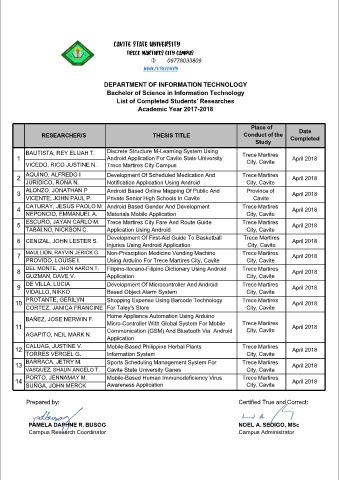 CAVITE STATE UNIVERSITY
TRECE MARTIRES CITY CAMPUS
✆ 09778033809
DEPARTMENT OF INFORMATION TECHNOLOGY
Bachelor of Science in Information Technology
List of Completed Students' Researches
Academic Year 2017-2018
RESEARCHER/S THESIS TITLE Place of Conduct of the Study Date Completed
1 BAUTISTA, REY ELIJAH T. Discrete Structure M-Learning System Using
VICEDO, RICO JUSTINE N. Android Application For Cavite State University
Trece Martires City Campus Trece Martires City, Cavite April 2018
2 AQUINO, ALFREDO I Development Of Scheduled Medication And
JURIDICO, RONA N. Notification Application Using Android Trece Martires City, Cavite April 2018
3 ALONZO, JONATHAN P Android Based Online Mapping Of Public And
VICENTE, JOHN PAUL P. Private Senior High Schools In Cavite Province of Cavite April 2018
4 CATURAY, JESUS PAOLO M Android Based Gender And Development
NEPONCIO, EMMANUEL A. Materials Mobile Application Trece Martires City, Cavite April 2018
5 ESCURO, JAYAN CARLO M. Trece Martires City Fare And Route Guide
TABALNO, NICKSON C. Application Using Android Trece Martires City, Cavite April 2018
6 CENIZAL, JOHN LESTER S. Development Of First-Aid Guide To Basketball
Injuries Using Android Application Trece Martires City, Cavite April 2018
7 MAULLION, RAYVIN JERICK G. Non-Prescription Medicine Vending Machine
PROVIDO, LOUISE I. Using Arduino For Trece Martires City, Cavite Trece Martires City, Cavite April 2018
8 DEL MONTE, JHON AARON T. Filipino-Ilocano-Filipino Dictionary Using Android
GUZMAN, DAVE V. Application Trece Martires City, Cavite April 2018
9 DE VILLA, LUCIA Development Of Microcontroller And Android
VIDALLO, NIKKO Based Object Alarm System Trece Martires City, Cavite April 2018
10 PROTANTE, GERILYN Shopping Expense Using Barcode Technology
CORTEZ, JANICA FRANCINE For Taley's Store Trece Martires City, Cavite April 2018
11 IBAÑEZ, JOSE NERWIN F. Home Appliance Automation Using Arduino
Micro-Controller With Global System For Mobile
AGAPITO, NEIL MARK N. Communication (GSM) And Bluetooth Via Android
Application Trece Martires City, Cavite April 2018
12 CALUAG, JUSTINE V. Mobile-Based Philippine Herbal Plants
TORRES VERGEL G. Information System Trece Martires City, Cavite April 2018
13 BARRACA, JETRY M. Sports Scheduling Management System For
VASQUEZ, SHAUN ANGELO T. Cavite State University Games Trece Martires City, Cavite April 2018
14 PORTO, JENNAMAY M. Mobile-Based Human Immunodeficiency Virus
SUÑGA, JOHN MERCK Awareness Application Trece Martires City, Cavite April 2018
Prepared by: Certified True and Correct:
PAMELA DAPHNE R. BUSOG NOEL A. SEDIGO, MSc
Campus Research Coordinator Campus Administrator